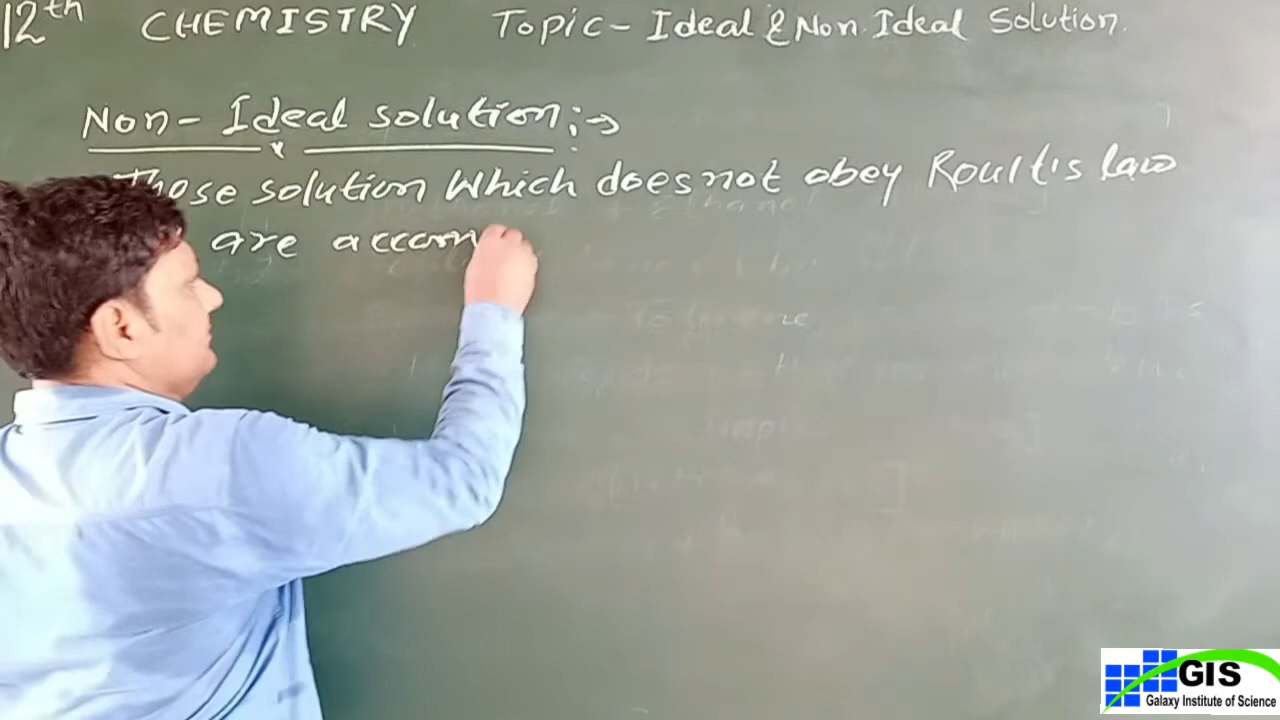 12th CHEMISTRY Topic - Ideal & Non. Ideal Solution.
Non - Ideal solution :→
Those solution Which does not obey Roult's law
are accom
GIS
Galaxy Institute of Science